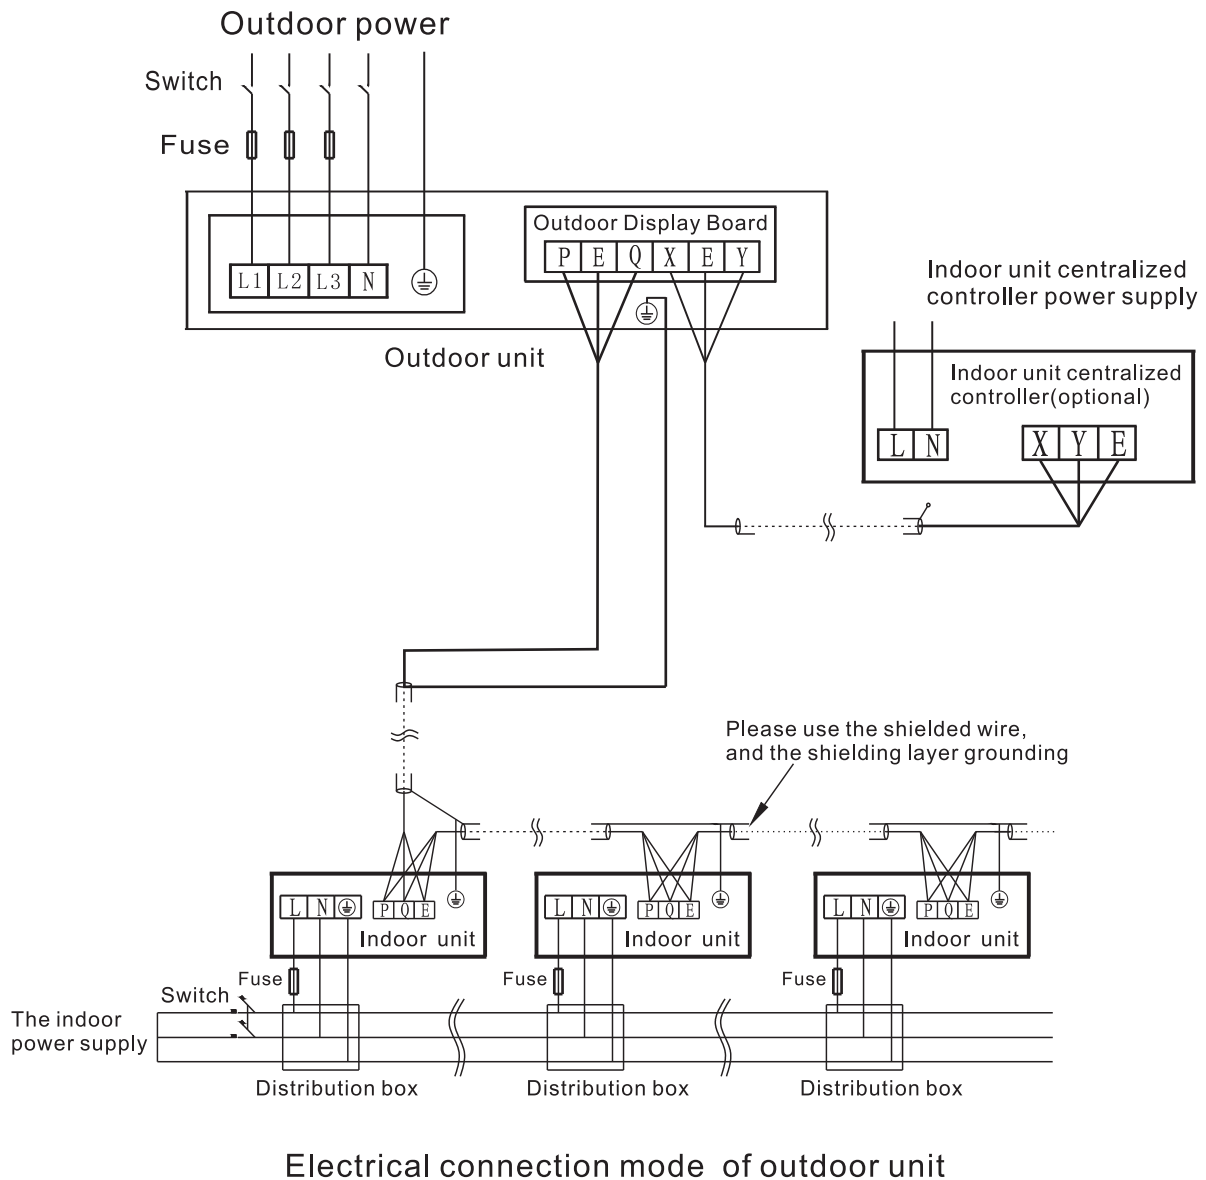 Outdoor power
Switch
Fuse
Outdoor Display Board
P E Q X E Y
L1 L2 L3 N
Outdoor unit
Indoor unit centralized
controller power supply
Indoor unit centralized
controller(optional)
L N
X Y E
Please use the shielded wire,
and the shielding layer grounding
L N
P Q E
Indoor unit
L N
P Q E
Indoor unit
L N
P Q E
Indoor unit
Fuse
Fuse
Fuse
Switch
The indoor
power supply
Distribution box
Distribution box
Distribution box
Electrical connection mode of outdoor unit